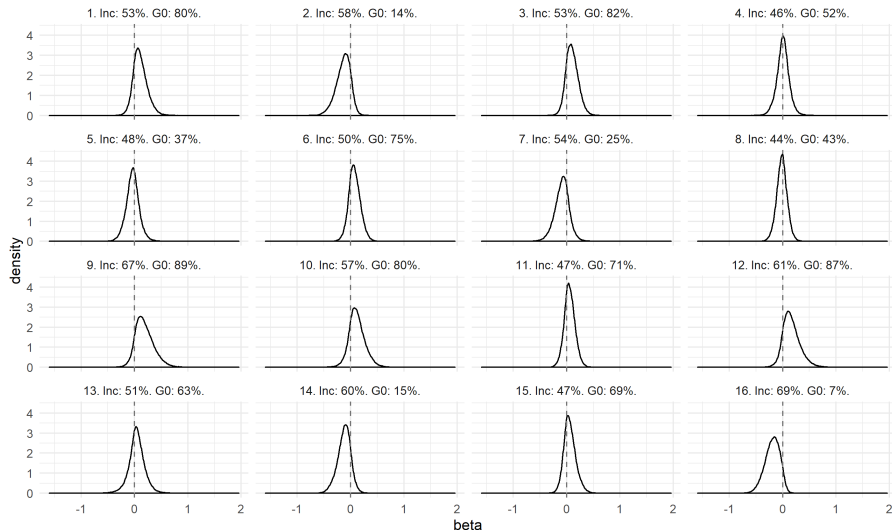 1. Inc: 53%. G0: 80%.
2. Inc: 58%. G0: 14%.
3. Inc: 53%. G0: 82%.
4. Inc: 46%. G0: 52%.
4
3
2
1
0
5. Inc: 48%. G0: 37%.
6. Inc: 50%. G0: 75%.
7. Inc: 54%. G0: 25%.
8. Inc: 44%. G0: 43%.
4
3
2
1
0
density
9. Inc: 67%. G0: 89%.
10. Inc: 57%. G0: 80%.
11. Inc: 47%. G0: 71%.
12. Inc: 61%. G0: 87%.
4
3
2
1
0
13. Inc: 51%. G0: 63%.
14. Inc: 60%. G0: 15%.
15. Inc: 47%. G0: 69%.
16. Inc: 69%. G0: 7%.
4
3
2
1
0
-1 0 1 2 -1 0 1 2 -1 0 1 2 -1 0 1 2
beta